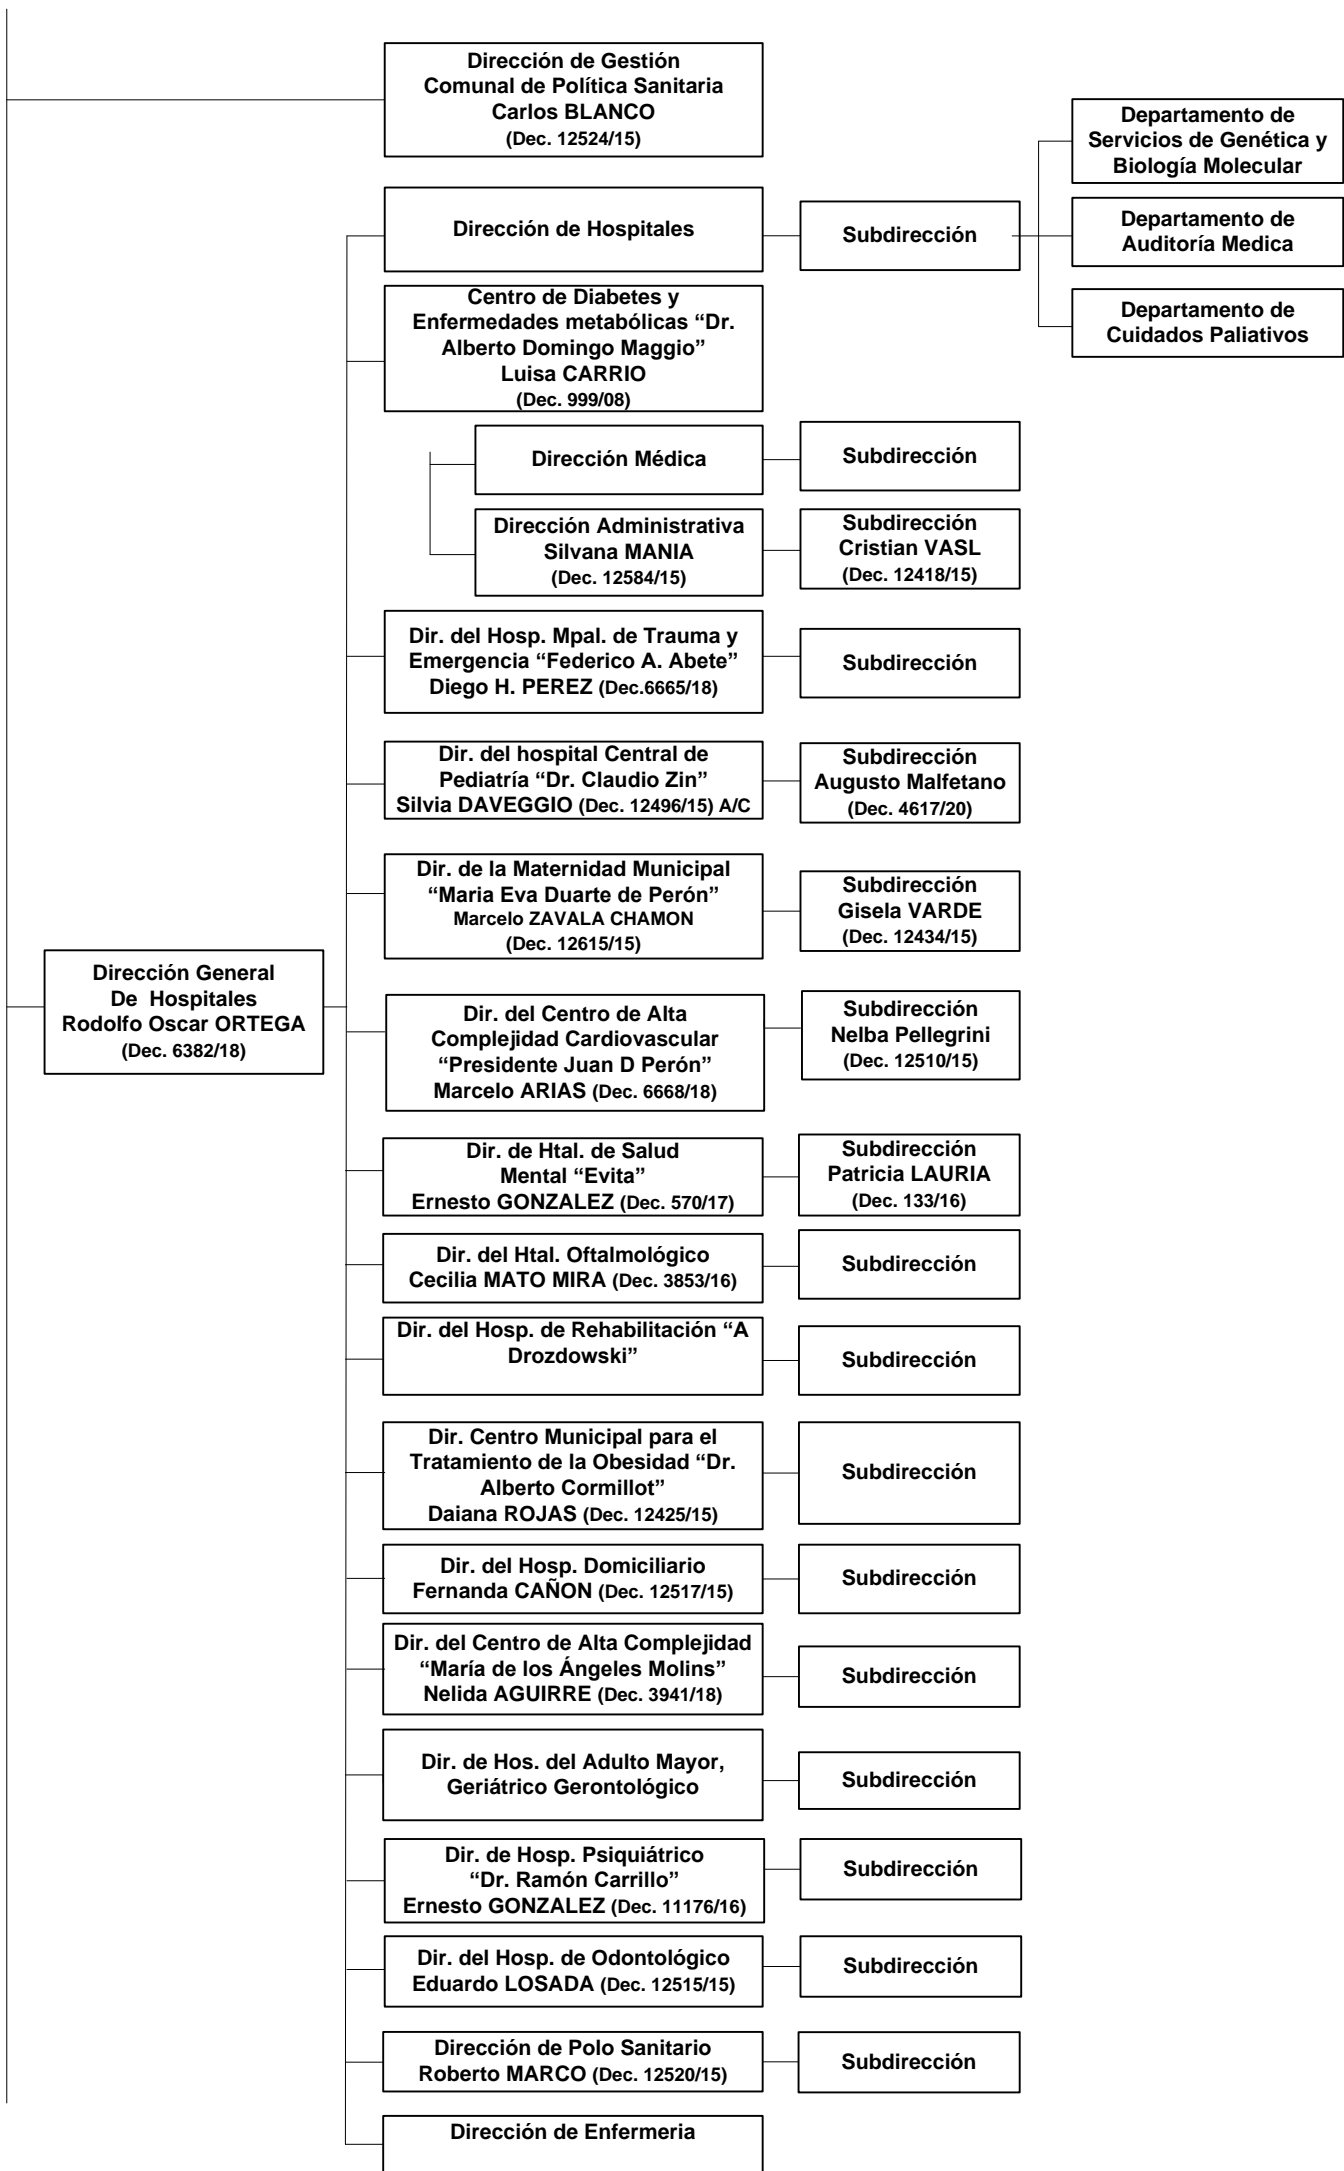 Dirección de Gestión
Comunal de Política Sanitaria
Carlos BLANCO
(Dec. 12524/15)
Departamento de
Servicios de Genética y
Biología Molecular
Dirección de Hospitales
Subdirección
Departamento de
Auditoría Medica
Departamento de
Cuidados Paliativos
Centro de Diabetes y
Enfermedades metabólicas “Dr.
Alberto Domingo Maggio”
Luisa CARRIO
(Dec. 999/08)
Dirección Médica
Subdirección
Dirección Administrativa
Silvana MANIA
(Dec. 12584/15)
Subdirección
Cristian VASL
(Dec. 12418/15)
Dir. del Hosp. Mpal. de Trauma y
Emergencia “Federico A. Abete”
Diego H. PEREZ (Dec.6665/18)
Subdirección
Dir. del hospital Central de
Pediatría “Dr. Claudio Zin”
Silvia DAVEGGIO (Dec. 12496/15) A/C
Subdirección
Augusto Malfetano
(Dec. 4617/20)
Dir. de la Maternidad Municipal
“Maria Eva Duarte de Perón”
Marcelo ZAVALA CHAMON
(Dec. 12615/15)
Subdirección
Gisela VARDE
(Dec. 12434/15)
Dirección General
De  Hospitales
Rodolfo Oscar ORTEGA
(Dec. 6382/18)
Dir. del Centro de Alta
Complejidad Cardiovascular
“Presidente Juan D Perón”
Marcelo ARIAS (Dec. 6668/18)
Subdirección
Nelba Pellegrini
(Dec. 12510/15)
Dir. de Htal. de Salud
Mental “Evita”
Ernesto GONZALEZ (Dec. 570/17)
Subdirección
Patricia LAURIA
(Dec. 133/16)
Dir. del Htal. Oftalmológico
Cecilia MATO MIRA (Dec. 3853/16)
Subdirección
Dir. del Hosp. de Rehabilitación “A
Drozdowski”
Subdirección
Dir. Centro Municipal para el
Tratamiento de la Obesidad “Dr.
Alberto Cormillot”
Daiana ROJAS (Dec. 12425/15)
Subdirección
Dir. del Hosp. Domiciliario
Fernanda CAÑON (Dec. 12517/15)
Subdirección
Dir. del Centro de Alta Complejidad
“María de los Ángeles Molins”
Nelida AGUIRRE (Dec. 3941/18)
Subdirección
Dir. de Hos. del Adulto Mayor,
Geriátrico Gerontológico
Subdirección
Dir. de Hosp. Psiquiátrico
“Dr. Ramón Carrillo”
Ernesto GONZALEZ (Dec. 11176/16)
Subdirección
Dir. del Hosp. de Odontológico
Eduardo LOSADA (Dec. 12515/15)
Subdirección
Dirección de Polo Sanitario
Roberto MARCO (Dec. 12520/15)
Subdirección
Dirección de Enfermeria